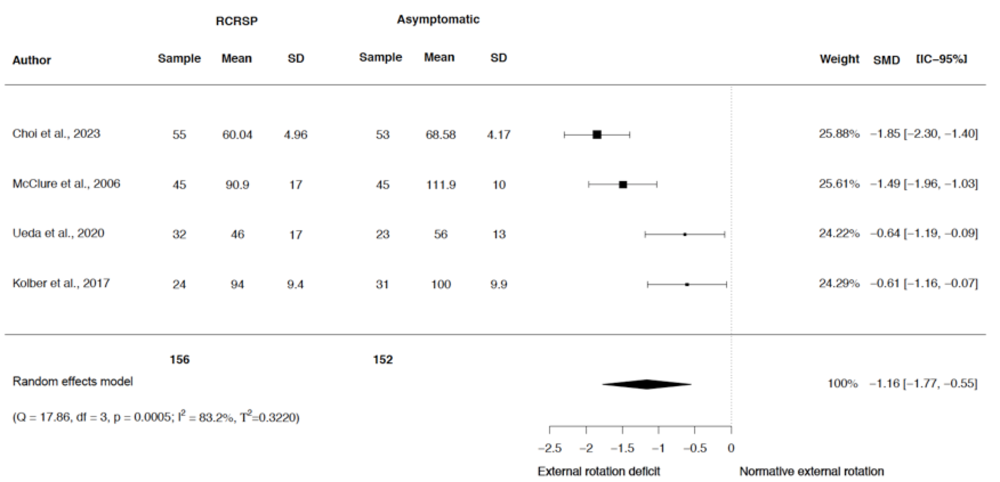 RCRSP Asymptomatic
Author Sample Mean SD Sample Mean SD Weight SMD [IC−95%]
Choi et al., 2023 55 60.04 4.96 53 68.58 4.17 25.88% −1.85 [−2.30, −1.40]
McClure et al., 2006 45 90.9 17 45 111.9 10 25.61% −1.49 [−1.96, −1.03]
Ueda et al., 2020 32 46 17 23 56 13 24.22% −0.64 [−1.19, −0.09]
Kolber et al., 2017 24 94 9.4 31 100 9.9 24.29% −0.61 [−1.16, −0.07]
156 152
Random effects model 100% −1.16 [−1.77, −0.55]
(Q = 17.86, df = 3, p = 0.0005; I² = 83.2%, T²=0.3220)
−2.5 −2 −1.5 −1 −0.5 0
External rotation deficit Normative external rotation